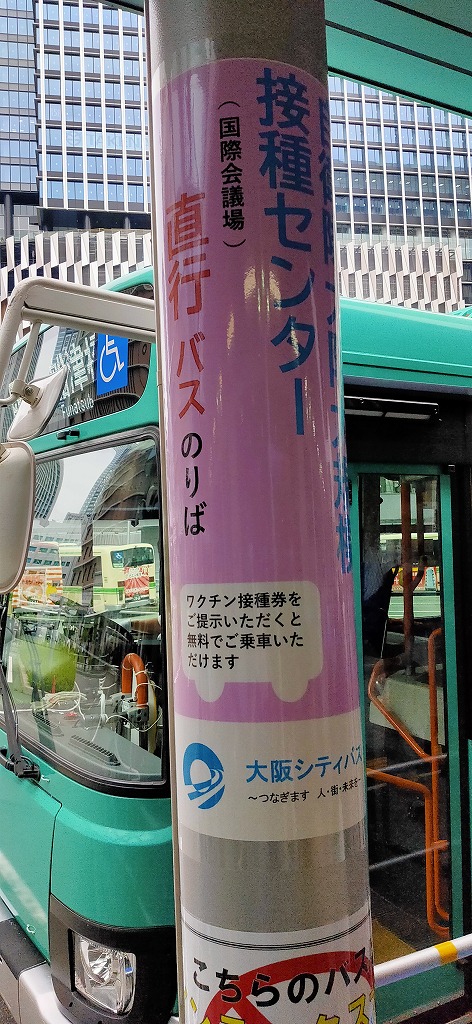 接種センター
（国際会議場）
直行バスのりば
ワクチン接種券を
ご提示いただくと
無料でご乗車いた
だけます
大阪シティバス
～つなぎます 人・街・未来を～
こちらのバス